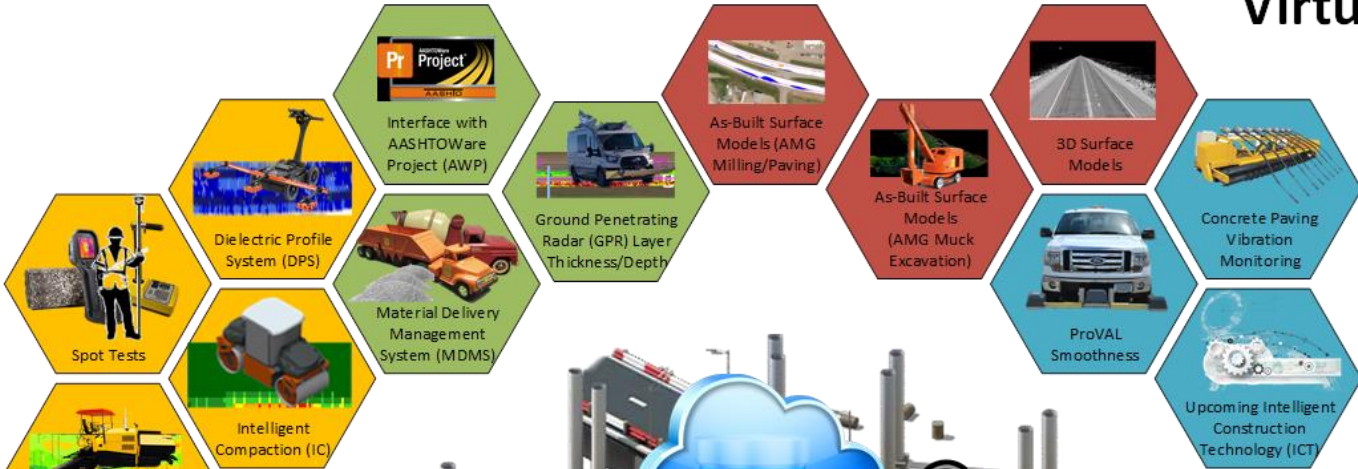 Virtu
Pr
AASHTOWare
Project
AASHTO
Interface with
AASHTOWare
Project (AWP)
As-Built Surface
Models (AMG
Milling/Paving)
3D Surface
Models
Dielectric Profile
System (DPS)
Ground Penetrating
Radar (GPR) Layer
Thickness/Depth
As-Built Surface
Models
(AMG Muck
Excavation)
Concrete Paving
Vibration
Monitoring
Spot Tests
Material Delivery
Management
System (MDMS)
ProVAL
Smoothness
Intelligent
Compaction (IC)
Upcoming Intelligent
Construction
Technology (ICT)